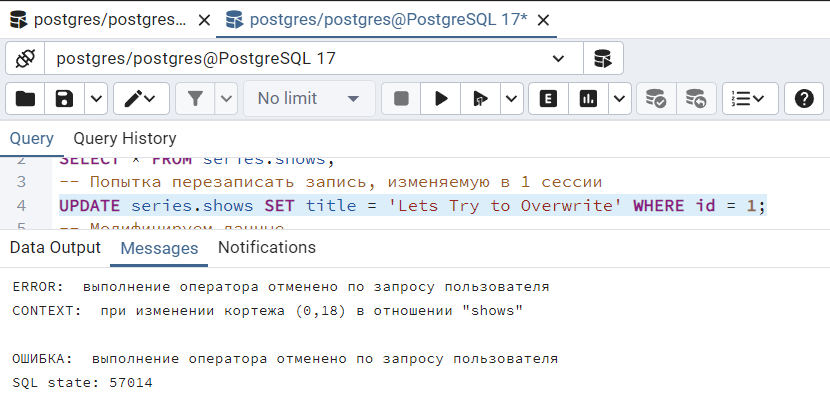 postgres/postgres...
postgres/postgres@PostgreSQL 17*
postgres/postgres@PostgreSQL 17
No limit
E
?
Query Query History
2 SELECT * FROM series.shows;
3 -- Попытка перезаписать запись, изменяемую в 1 сессии
4 UPDATE series.shows SET title = 'Lets Try to Overwrite' WHERE id = 1;
5 -- Модифицируем данные
Data Output Messages Notifications
ERROR: выполнение оператора отменено по запросу пользователя
CONTEXT: при изменении кортежа (0,18) в отношении "shows"
ОШИБКА: выполнение оператора отменено по запросу пользователя
SQL state: 57014